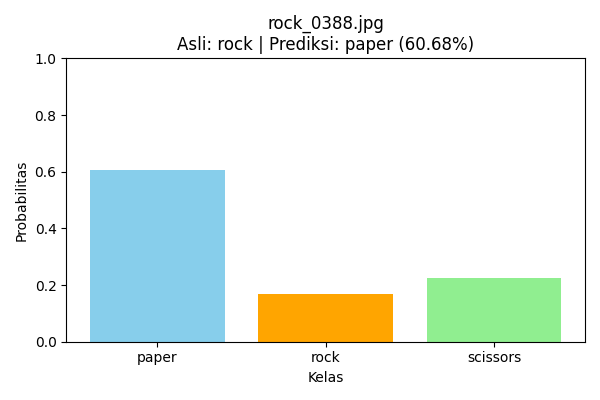 rock_0388.jpg
Asli: rock | Prediksi: paper (60.68%)
1.0
0.8
0.6
0.4
0.2
0.0
Probabilitas
paper rock scissors
Kelas